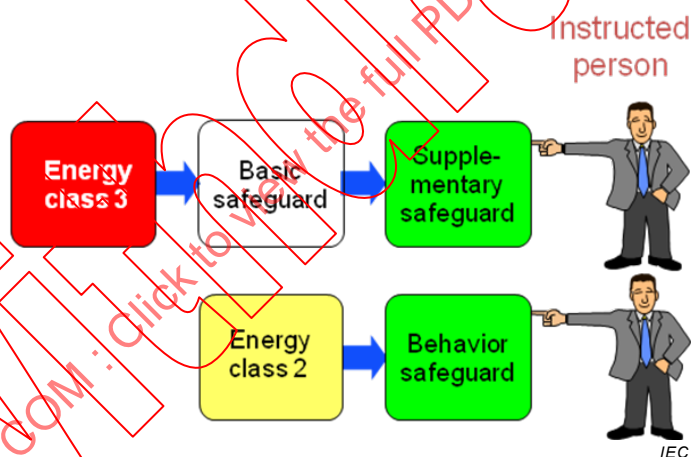 Instructed
person
Energy
class 3
Basic
safeguard
Supple-
mentary
safeguard
Energy
class 2
Behavior
safeguard
COM : Click to view the full PD
IEC